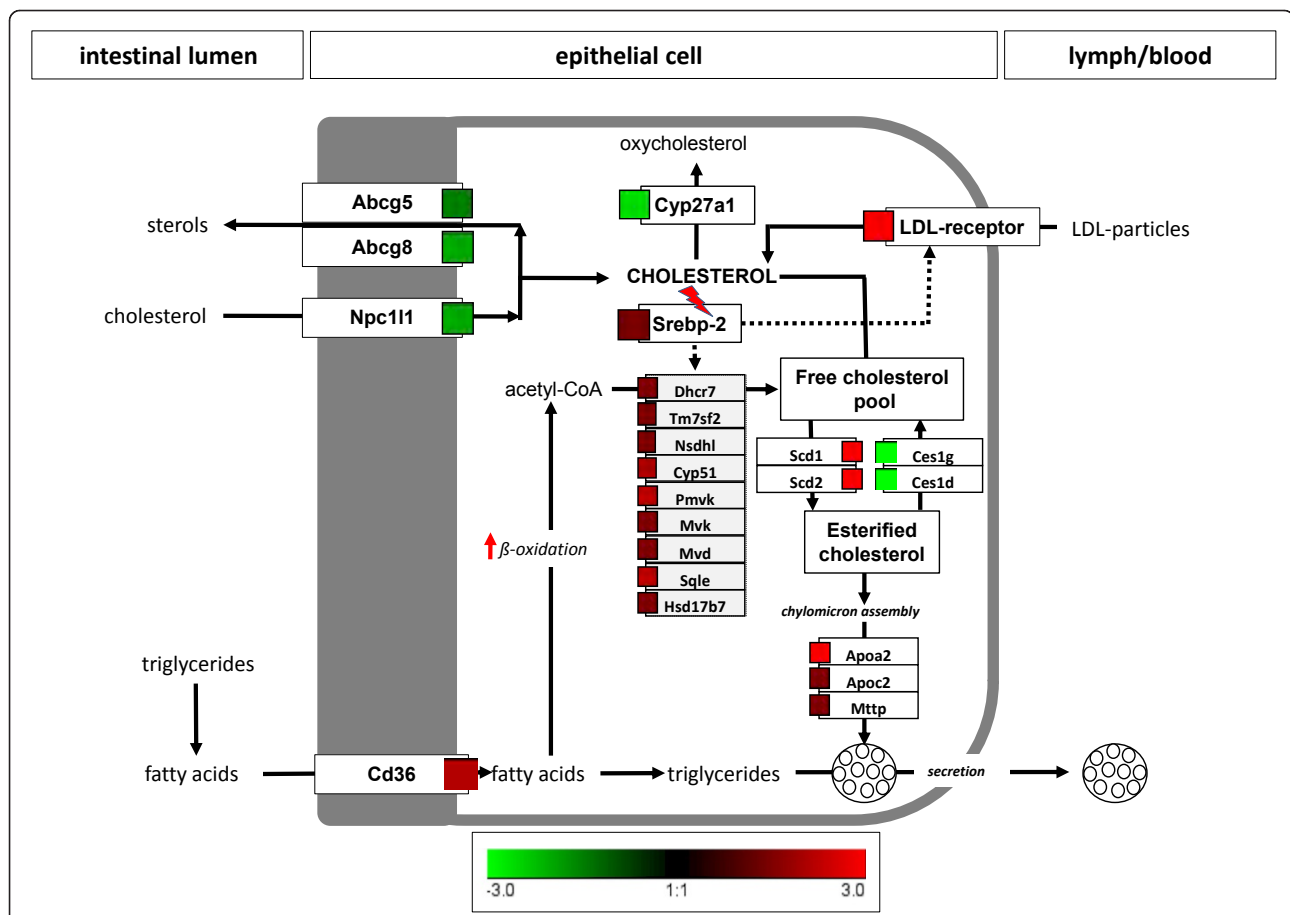 intestinal lumen
epithelial cell
lymph/blood
oxycholesterol
Abcg5
Cyp27a1
sterols
LDL-receptor
LDL-particles
Abcg8
CHOLESTEROL
cholesterol
Npc1l1
Srebp-2
acetyl-CoA
Dhcr7
Free cholesterol
pool
Tm7sf2
Nsdhl
Scd1
Ces1g
Cyp51
Scd2
Ces1d
Pmvk
Mvk
Esterified
cholesterol
ß-oxidation
Mvd
Sqle
Hsd17b7
chylomicron assembly
Apoa2
triglycerides
Apoc2
Mttp
fatty acids
Cd36
fatty acids
triglycerides
secretion
-3.0
1:1
3.0